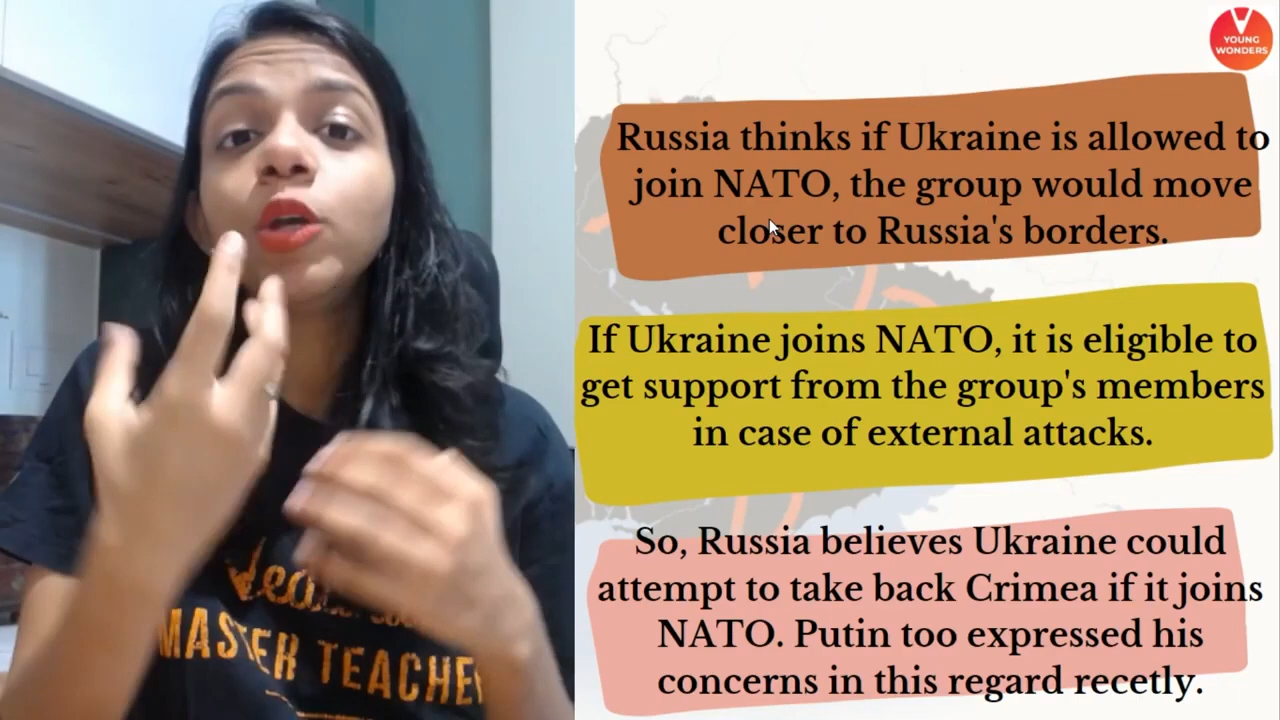 V
YOUNG
WONDERS
Russia thinks if Ukraine is allowed to
join NATO, the group would move
closer to Russia's borders.
If Ukraine joins NATO, it is eligible to
get support from the group's members
in case of external attacks.
So, Russia believes Ukraine could
attempt to take back Crimea if it joins
NATO. Putin too expressed his
concerns in this regard recetly.
MASTER TEACHER